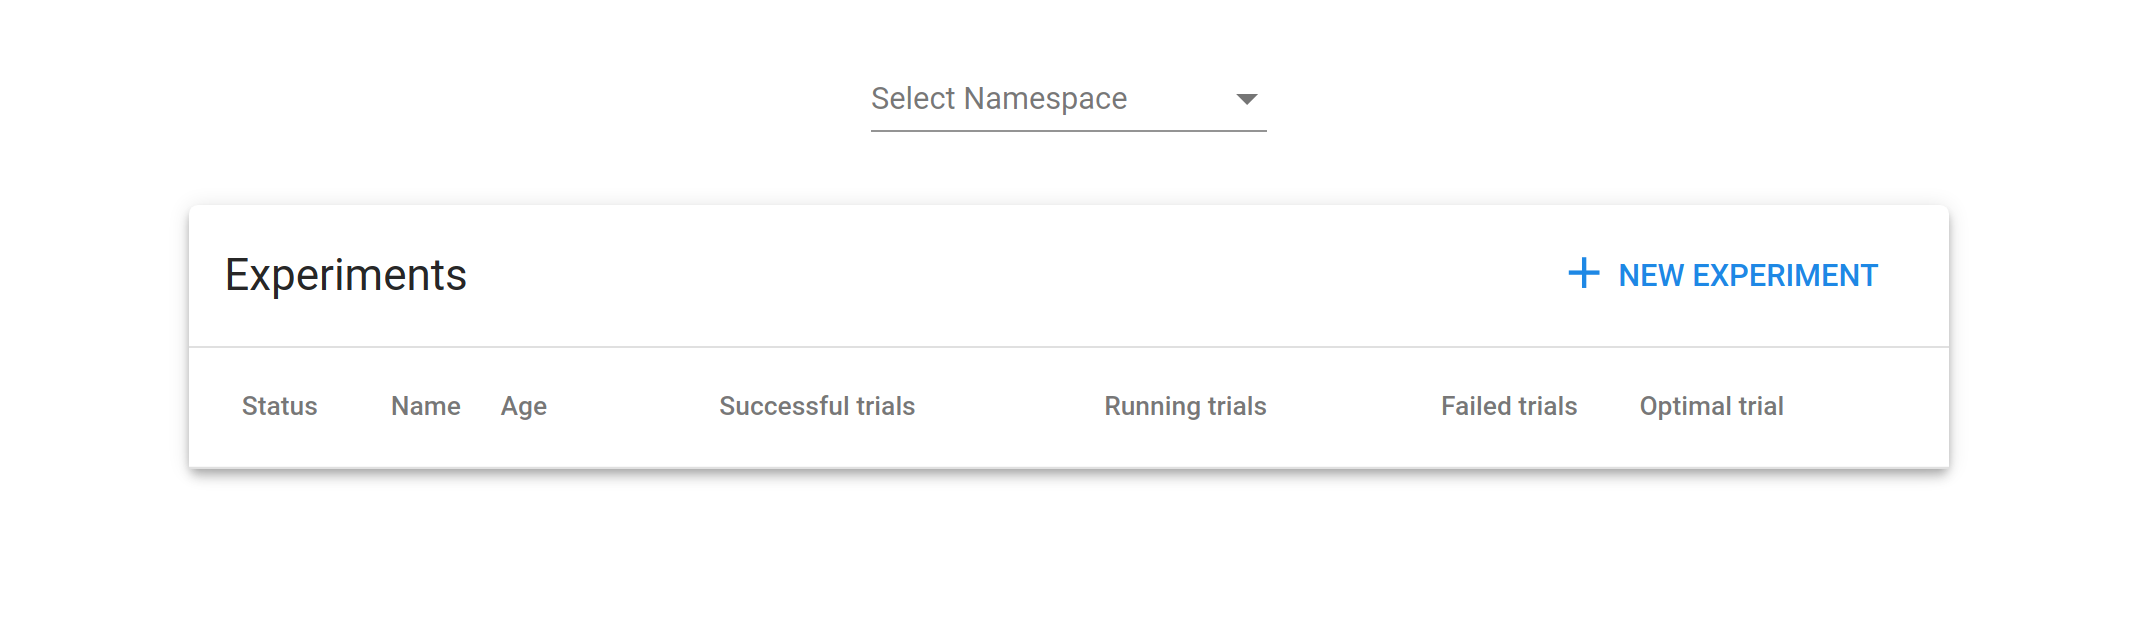 Select Namespace
Experiments
NEW EXPERIMENT
Status Name Age Successful trials Running trials Failed trials Optimal trial